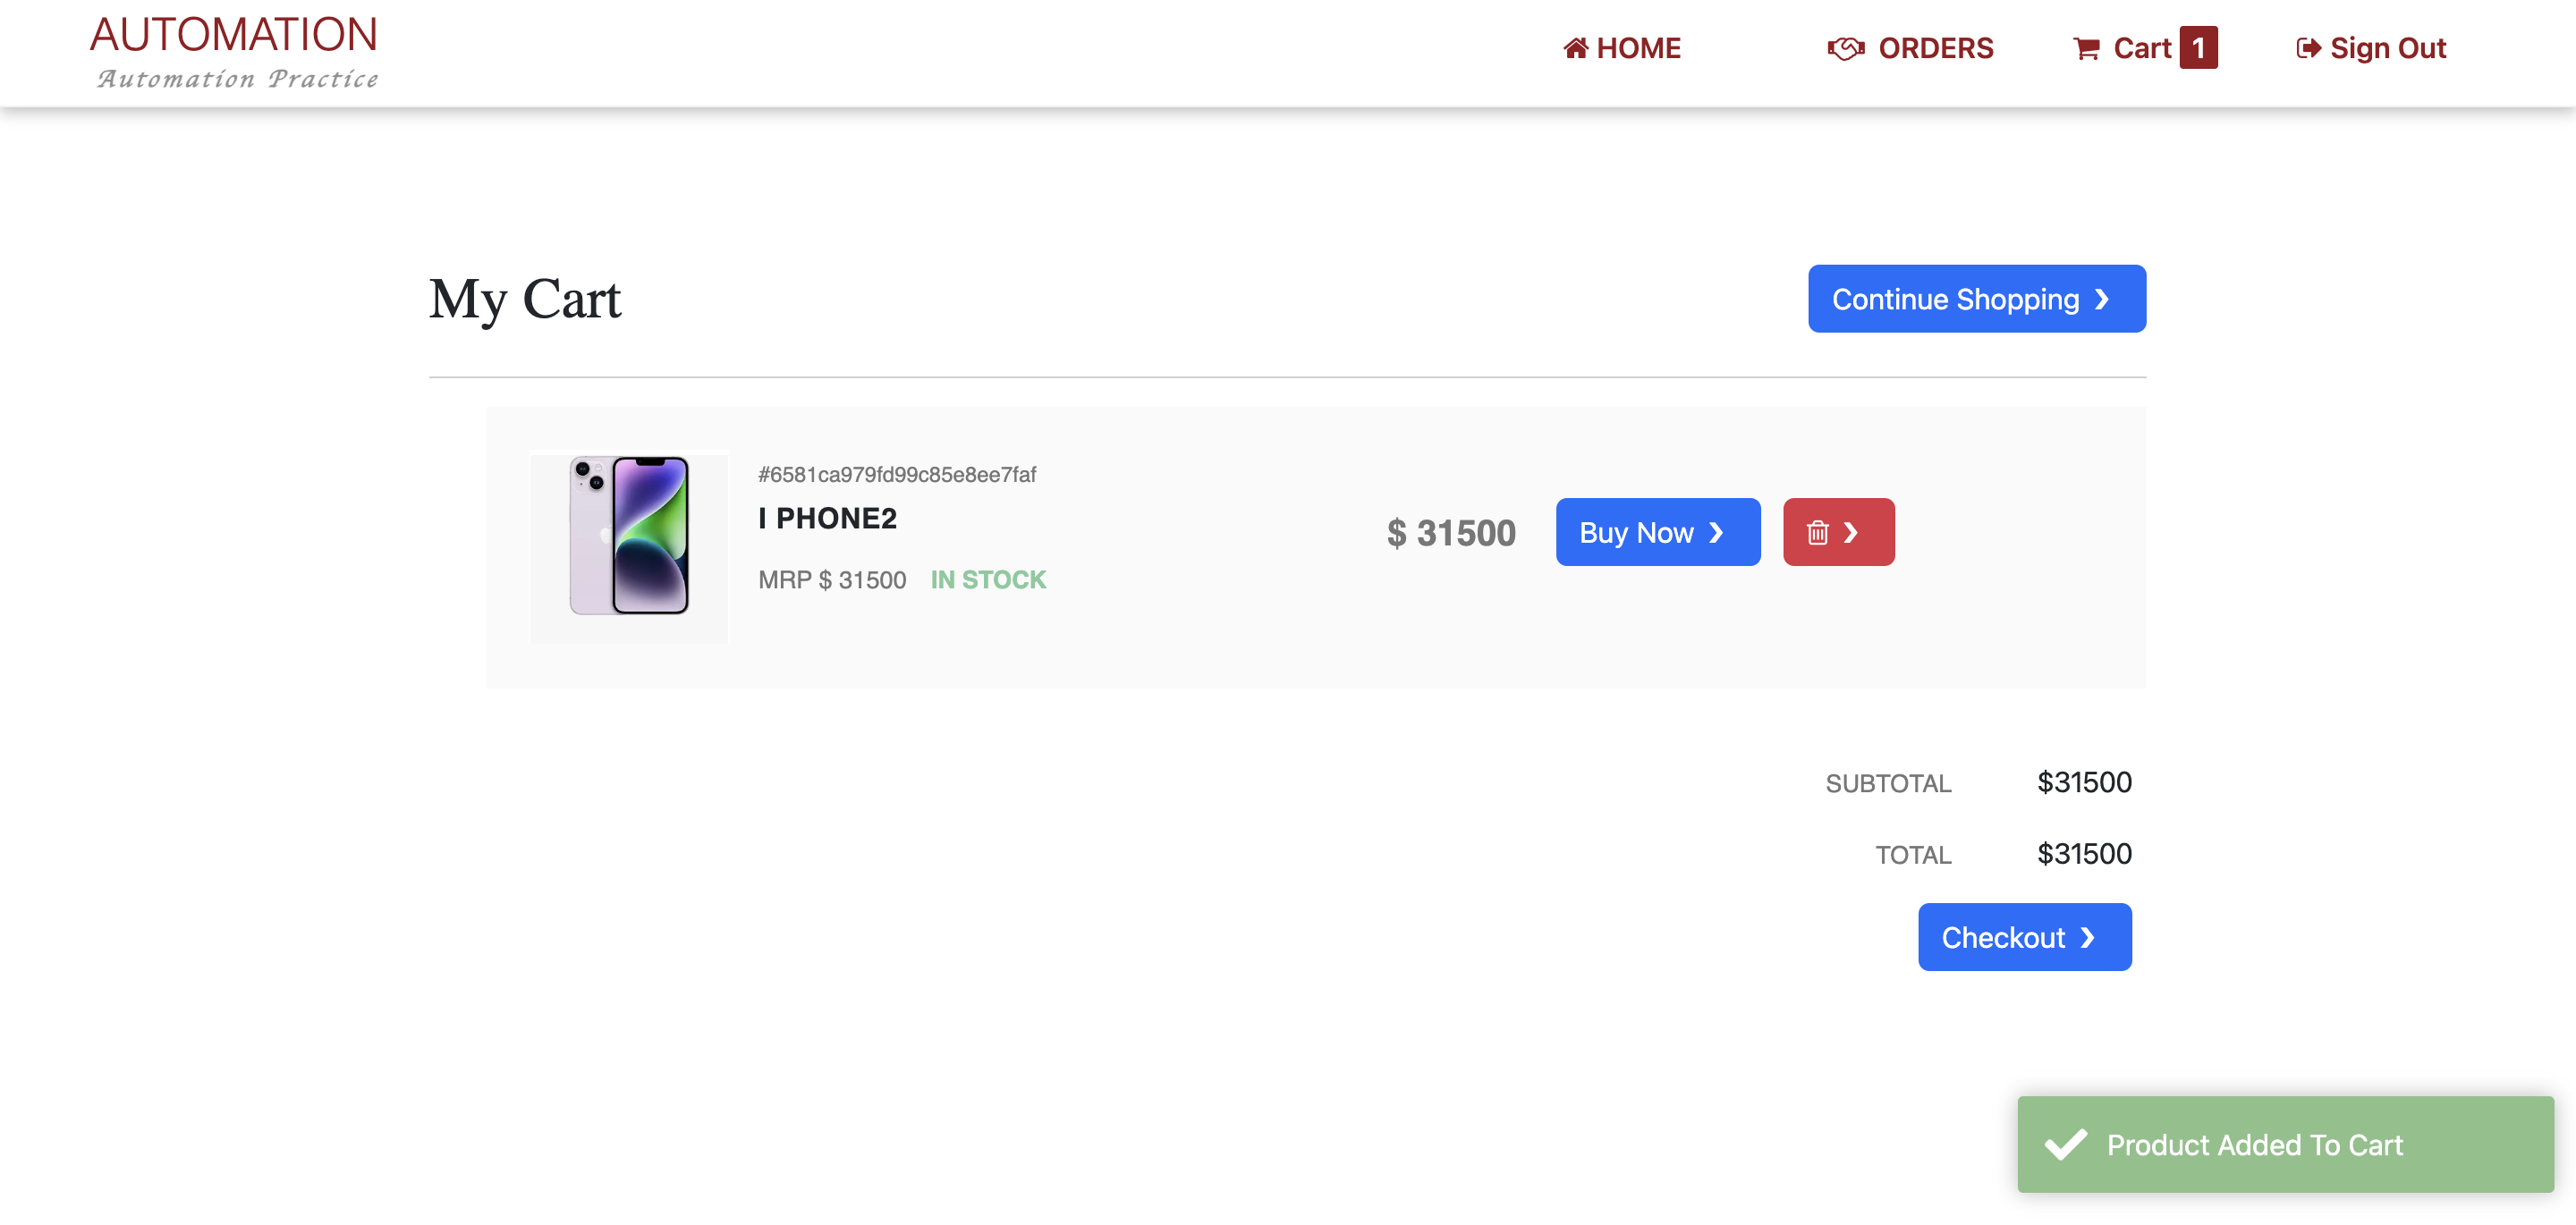 AUTOMATION
Automation Practice
HOME
ORDERS
Cart 1
Sign Out
My Cart
Continue Shopping ❯
#6581ca979fd99c85e8ee7faf
I PHONE2
MRP $ 31500 IN STOCK
$ 31500
Buy Now ❯
❯
SUBTOTAL $31500
TOTAL $31500
Checkout ❯
Product Added To Cart